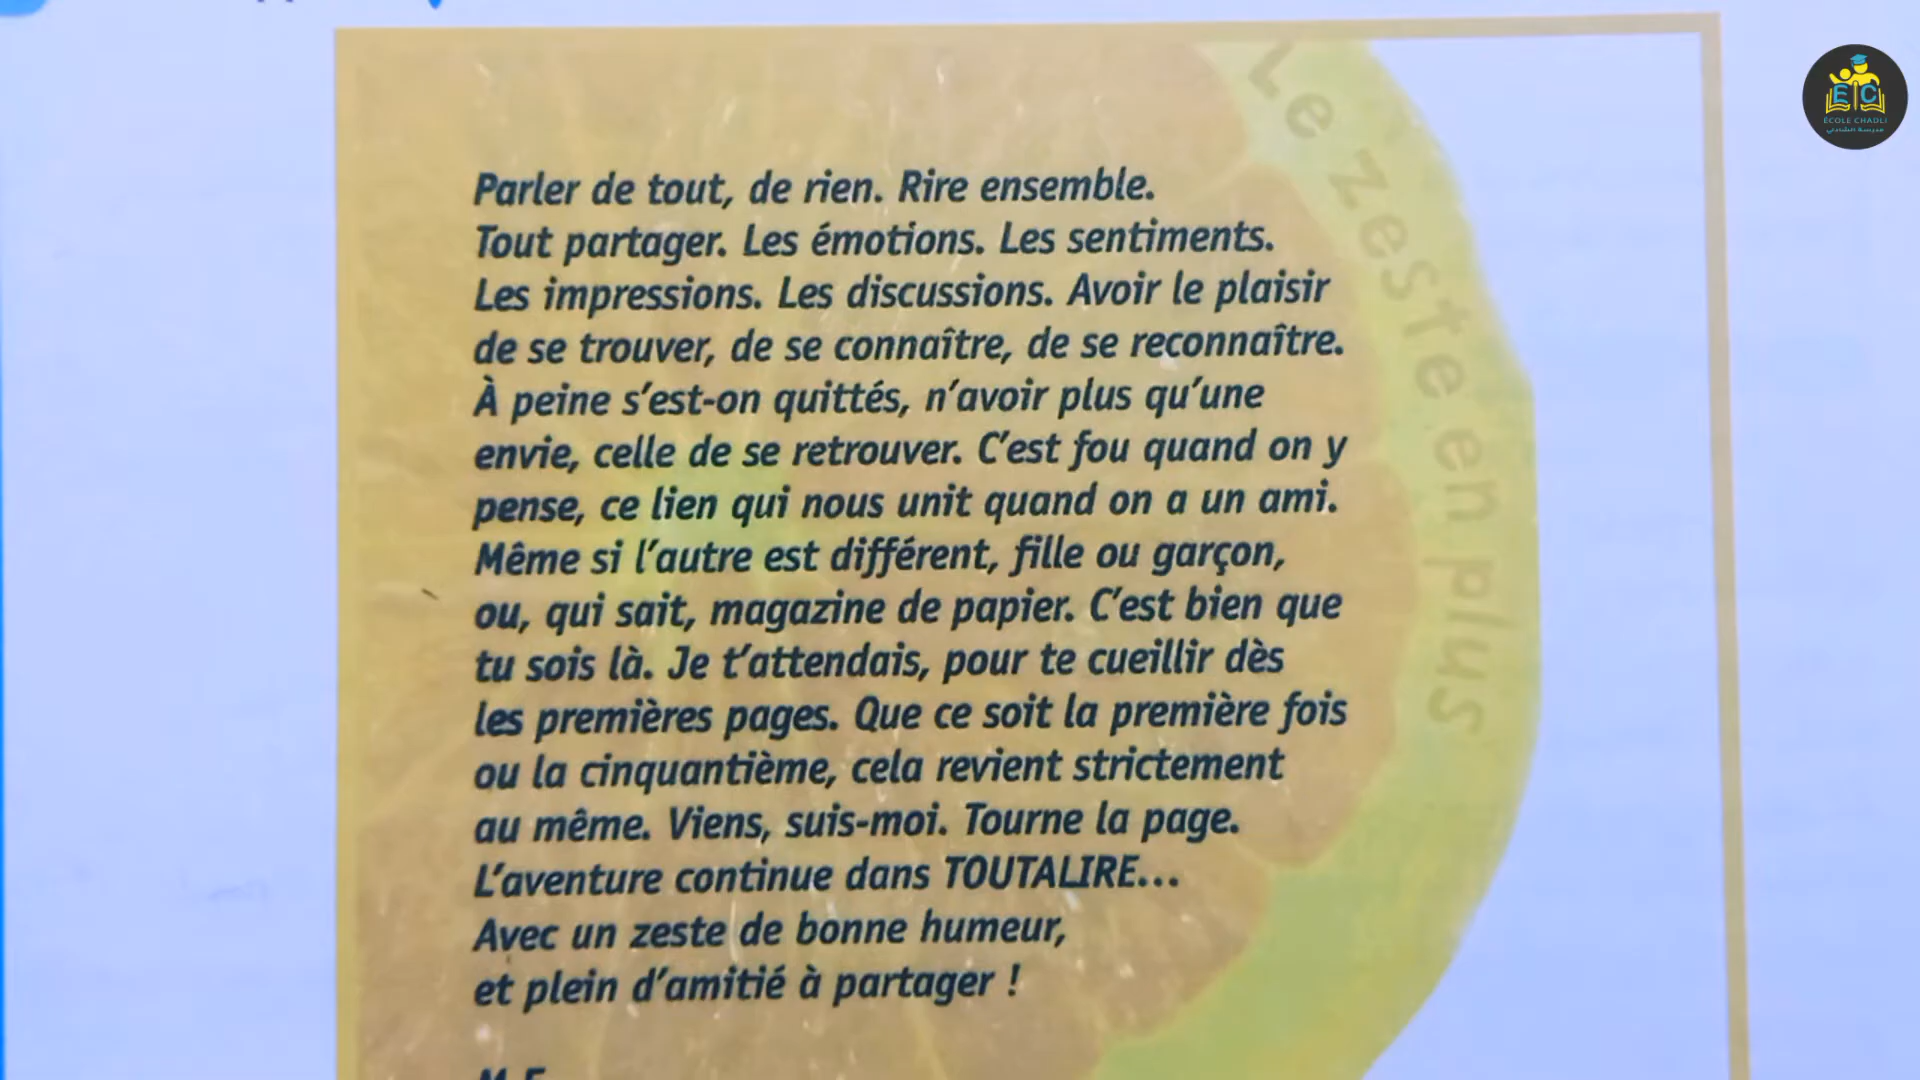 Le zeste en plus
Parler de tout, de rien. Rire ensemble.
Tout partager. Les émotions. Les sentiments.
Les impressions. Les discussions. Avoir le plaisir
de se trouver, de se connaître, de se reconnaître.
À peine s’est-on quittés, n’avoir plus qu’une
envie, celle de se retrouver. C’est fou quand on y
pense, ce lien qui nous unit quand on a un ami.
Même si l’autre est différent, fille ou garçon,
ou, qui sait, magazine de papier. C’est bien que
tu sois là. Je t’attendais, pour te cueillir dès
les premières pages. Que ce soit la première fois
ou la cinquantième, cela revient strictement
au même. Viens, suis-moi. Tourne la page.
L’aventure continue dans TOUTALIRE...
Avec un zeste de bonne humeur,
et plein d’amitié à partager !
E C
ÉCOLE CHADLI
مدرسة الشاذلي